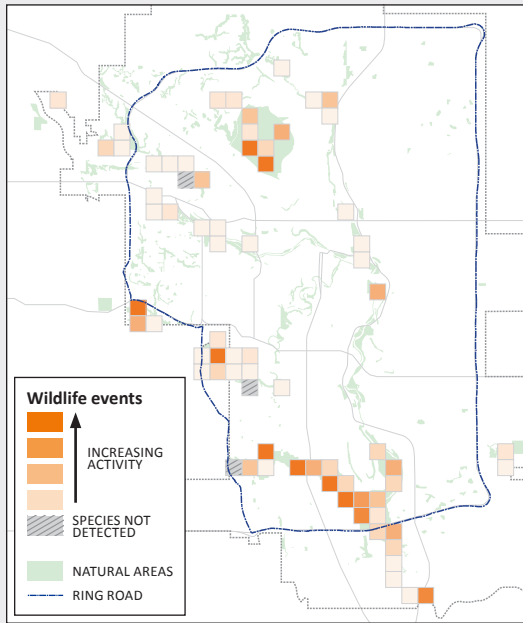 Wildlife events
INCREASING
ACTIVITY
SPECIES NOT
DETECTED
NATURAL AREAS
RING ROAD